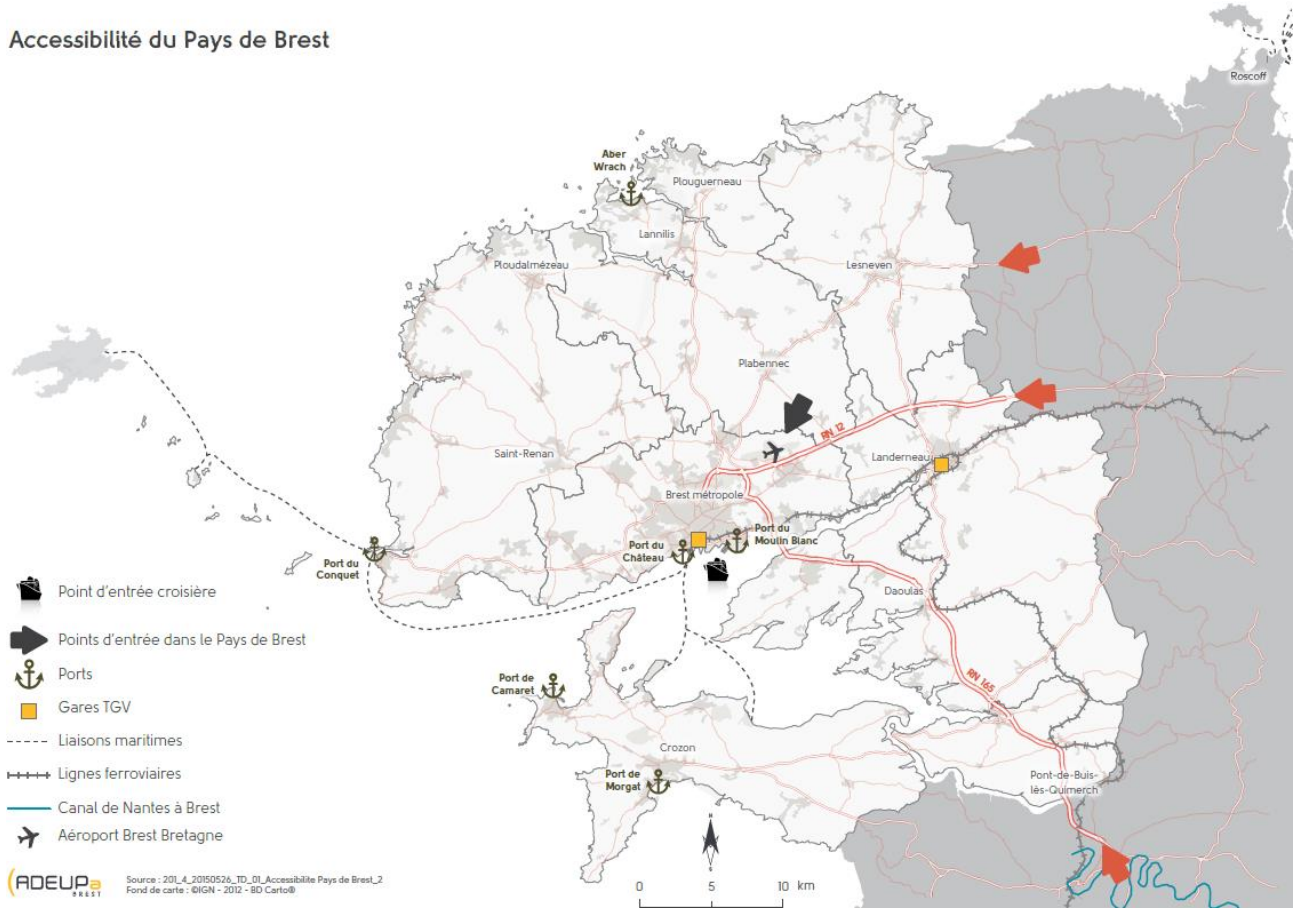 Accessibilité du Pays de Brest
Roscoff
Aber
Wrach
Plouguerneau
Lannilis
Ploudalmézeau
Lesneven
Plabennec
RN 12
Saint-Renan
Landerneau
Brest métropole
Port du
Moulin Blanc
Port du
Château
Port du
Conquet
Daoulas
RN 165
Port de
Camaret
Crozon
Port de
Morgat
Pont-de-Buis-
lès-Quimerch
Point d'entrée croisière
Points d'entrée dans le Pays de Brest
Ports
Gares TGV
Liaisons maritimes
Lignes ferroviaires
Canal de Nantes à Brest
Aéroport Brest Bretagne
N
0 5 10 km
ADEUPa
BREST
Source : 201_4_20150526_TD_01_Accessibilite Pays de Brest_2
Fond de carte : ©IGN - 2012 - BD Carto®